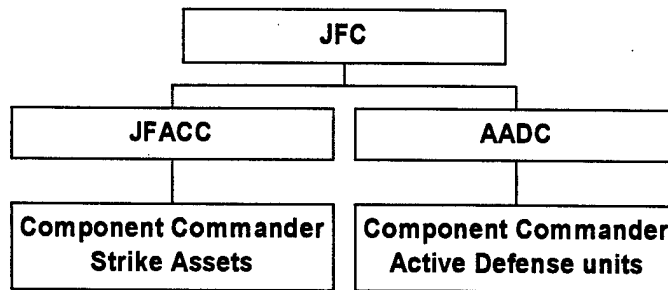 JFC
JFACC
AADC
Component Commander
Strike Assets
Component Commander
Active Defense units